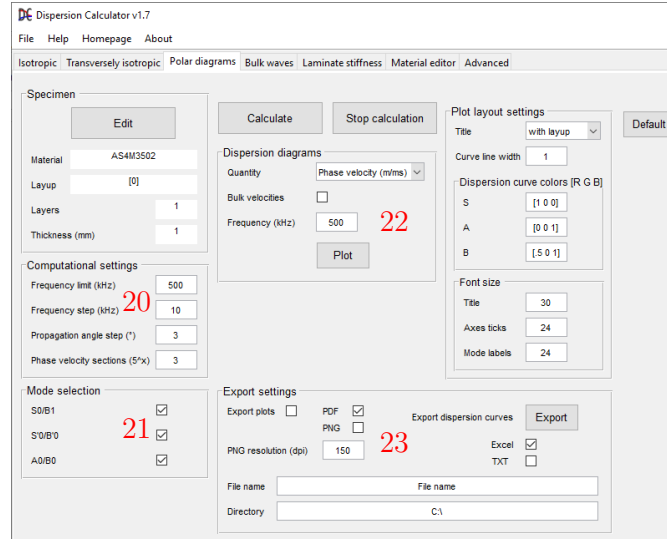 DC Dispersion Calculator v1.7
File Help Homepage About
Isotropic Transversely isotropic Polar diagrams Bulk waves Laminate stiffness Material editor Advanced
Specimen
Edit
Material AS4M3502
Layup [0]
Layers 1
Thickness (mm) 1
Computational settings
Frequency limit (kHz) 500
Frequency step (kHz) 10
20
Propagation angle step (°) 3
Phase velocity sections (5^x) 3
Mode selection
S0/B1
S'0/B'0
21
A0/B0
Calculate Stop calculation
Dispersion diagrams
Quantity Phase velocity (m/ms)
Bulk velocities
Frequency (kHz) 500
22
Plot
Plot layout settings
Title with layup
Curve line width 1
Dispersion curve colors [R G B]
S [1 0 0]
A [0 0 1]
B [.5 0 1]
Font size
Title 30
Axes ticks 24
Mode labels 24
Default
Export settings
Export plots PDF
PNG
PNG resolution (dpi) 150
23
Export dispersion curves Export
Excel
TXT
File name File name
Directory C:\